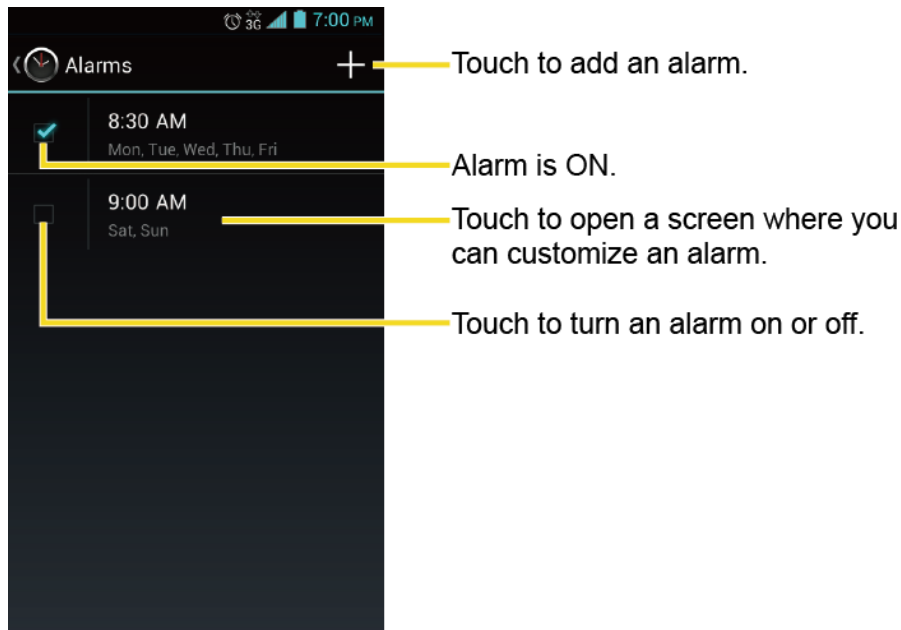 3G 7:00 PM
Alarms
Touch to add an alarm.
8:30 AM
Mon, Tue, Wed, Thu, Fri
Alarm is ON.
9:00 AM
Sat, Sun
Touch to open a screen where you
can customize an alarm.
Touch to turn an alarm on or off.